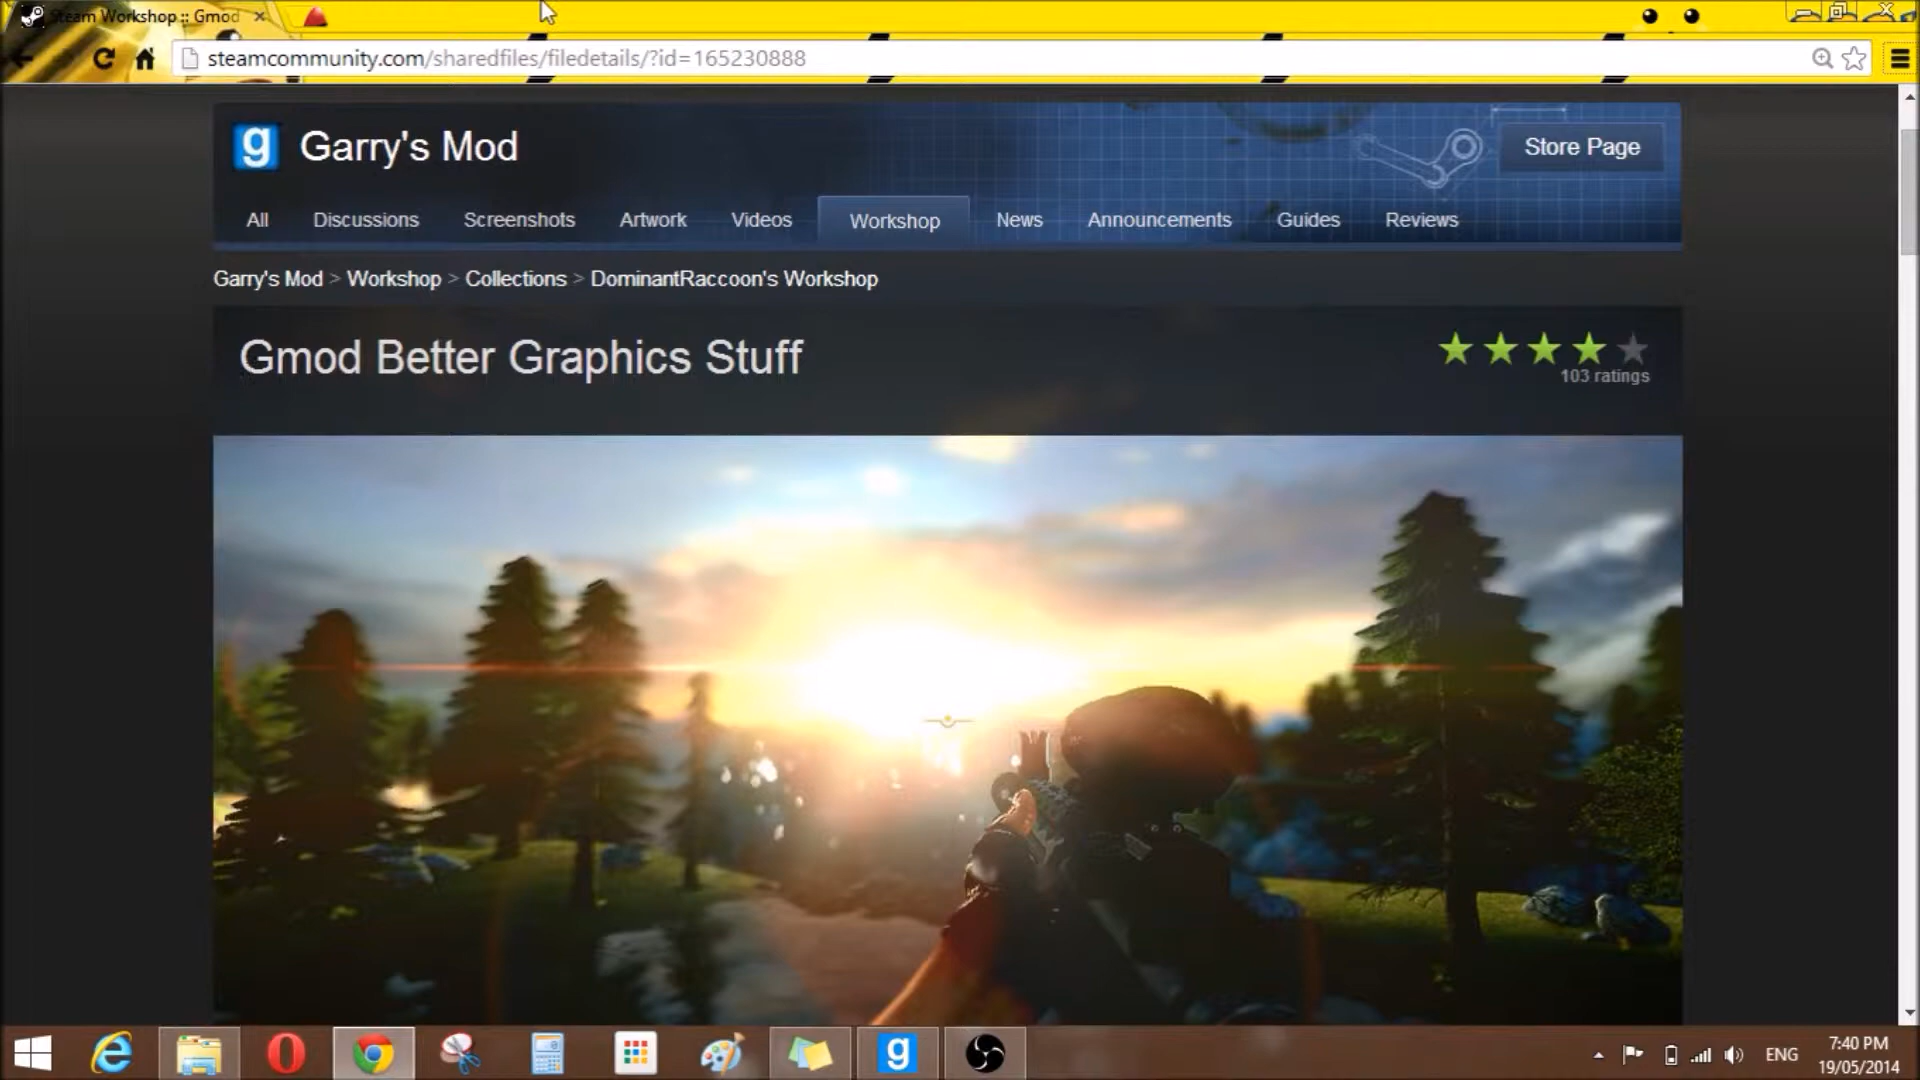 Steam Workshop :: Gmod
steamcommunity.com/sharedfiles/filedetails/?id=165230888
g Garry's Mod
Store Page
All Discussions Screenshots Artwork Videos Workshop News Announcements Guides Reviews
Garry's Mod > Workshop > Collections > DominantRaccoon's Workshop
Gmod Better Graphics Stuff
103 ratings
g
ENG
7:40 PM
19/05/2014